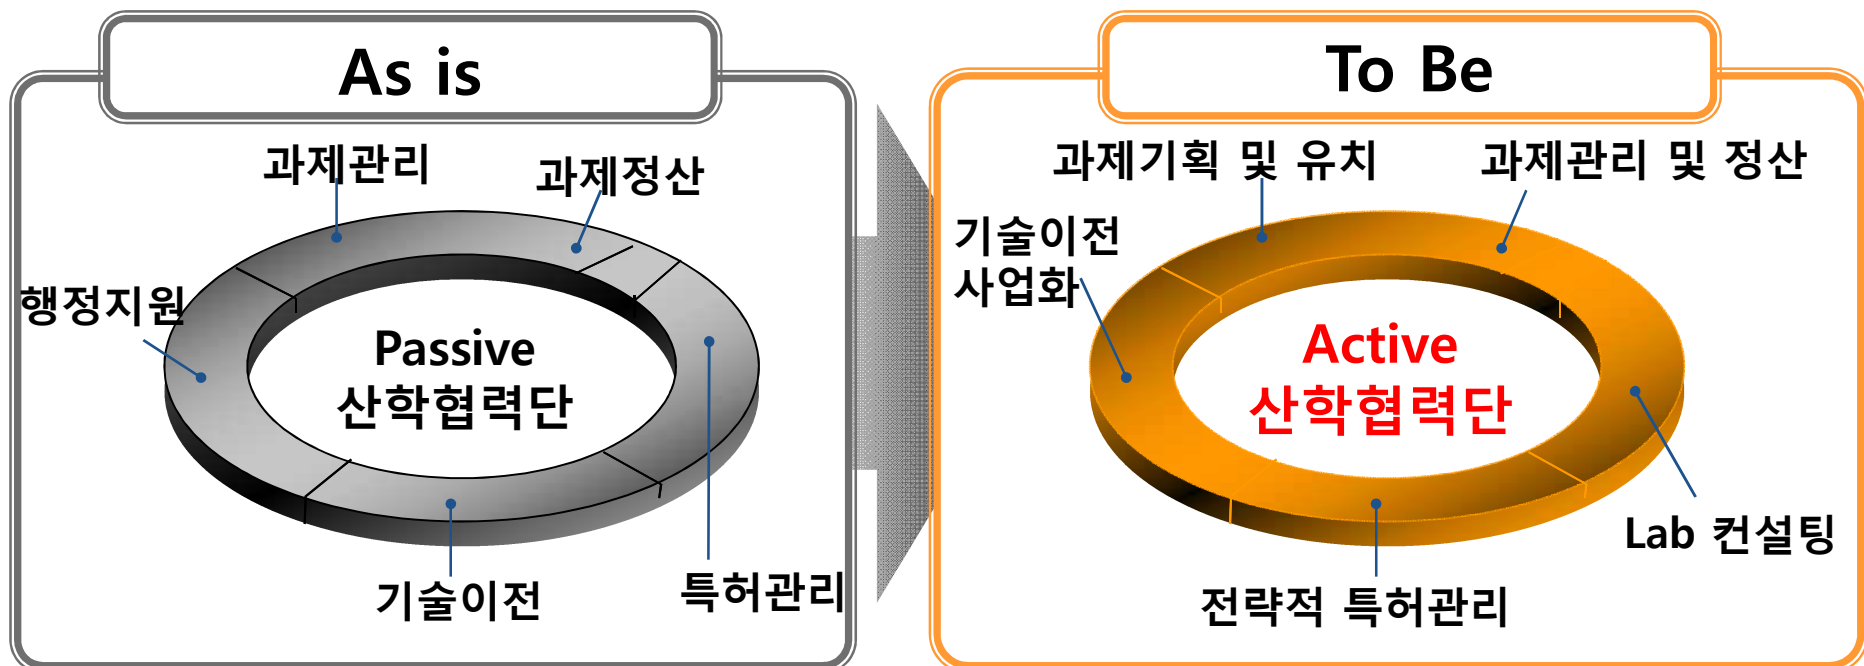 As is
과제관리
과제정산
행정지원
Passive
산학협력단
기술이전
특허관리
To Be
과제기획 및 유치
과제관리 및 정산
기술이전
사업화
Active
산학협력단
Lab 컨설팅
전략적 특허관리